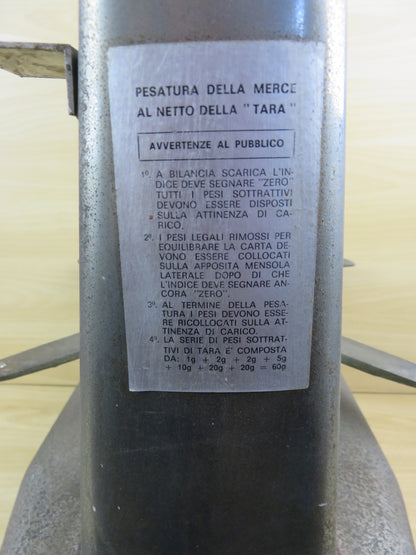 PESATURA DELLA MERCE
AL NETTO DELLA "TARA"
AVVERTENZE AL PUBBLICO
1º. A BILANCIA SCARICA L'IN-
DICE DEVE SEGNARE "ZERO"
TUTTI I PESI SOTTRATTIVI
DEVONO ESSERE DISPOSTI
SULLA ATTINENZA DI CA-
RICO.
2º. I PESI LEGALI RIMOSSI PER
EQUILIBRARE LA CARTA DE-
VONO ESSERE COLLOCATI
SULLA APPOSITA MENSOLA
LATERALE DOPO DI CHE
L'INDICE DEVE SEGNARE AN-
CORA "ZERO".
3º. AL TERMINE DELLA PESA-
TURA I PESI DEVONO ESSE-
RE RICOLLOCATI SULLA AT-
TINENZA DI CARICO.
4º. LA SERIE DI PESI SOTTRAT-
TIVI DI TARA E' COMPOSTA
DA: 1g + 2g + 2g + 5g
+ 10g + 20g + 20g = 60g